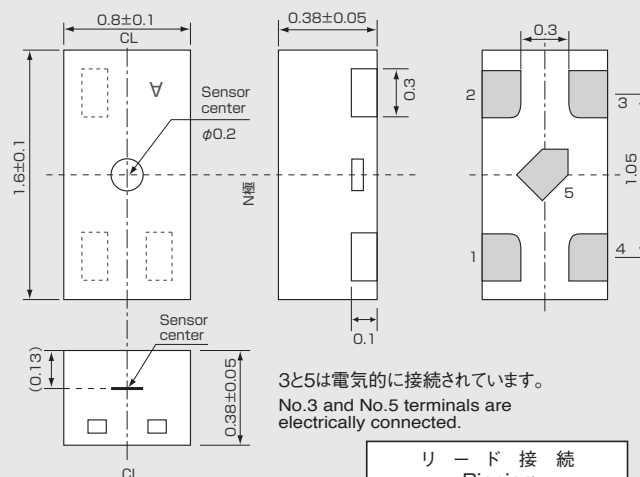 0.8±0.1
CL
0.38±0.05
0.3
A
Sensor
center
φ0.2
1.6±0.1
N極
0.3
0.1
2
3
5
1.05
1
4
Sensor
center
(0.13)
0.38±0.05
CL
3と5は電気的に接続されています。
No.3 and No.5 terminals are
electrically connected.
リード接続